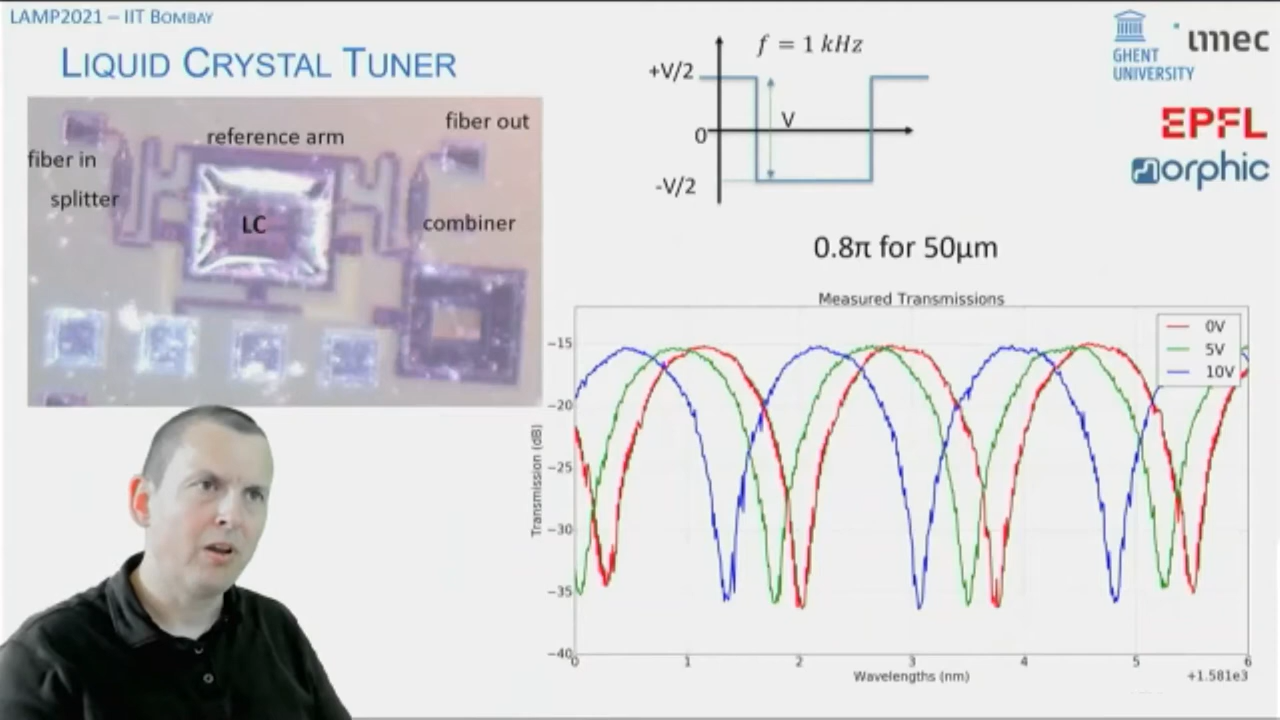 LAMP2021 – IIT BOMBAY
LIQUID CRYSTAL TUNER
reference arm
fiber out
fiber in
splitter
LC
combiner
f = 1 kHz
+V/2
V
0
-V/2
GHENT
UNIVERSITY
imec
EPFL
morphic
0.8π for 50µm
Measured Transmissions
0V
5V
10V
Transmission (dB)
−15
−20
−25
−30
−35
−40
0 1 2 3 4 5 6
Wavelengths (nm)
+1.581e3